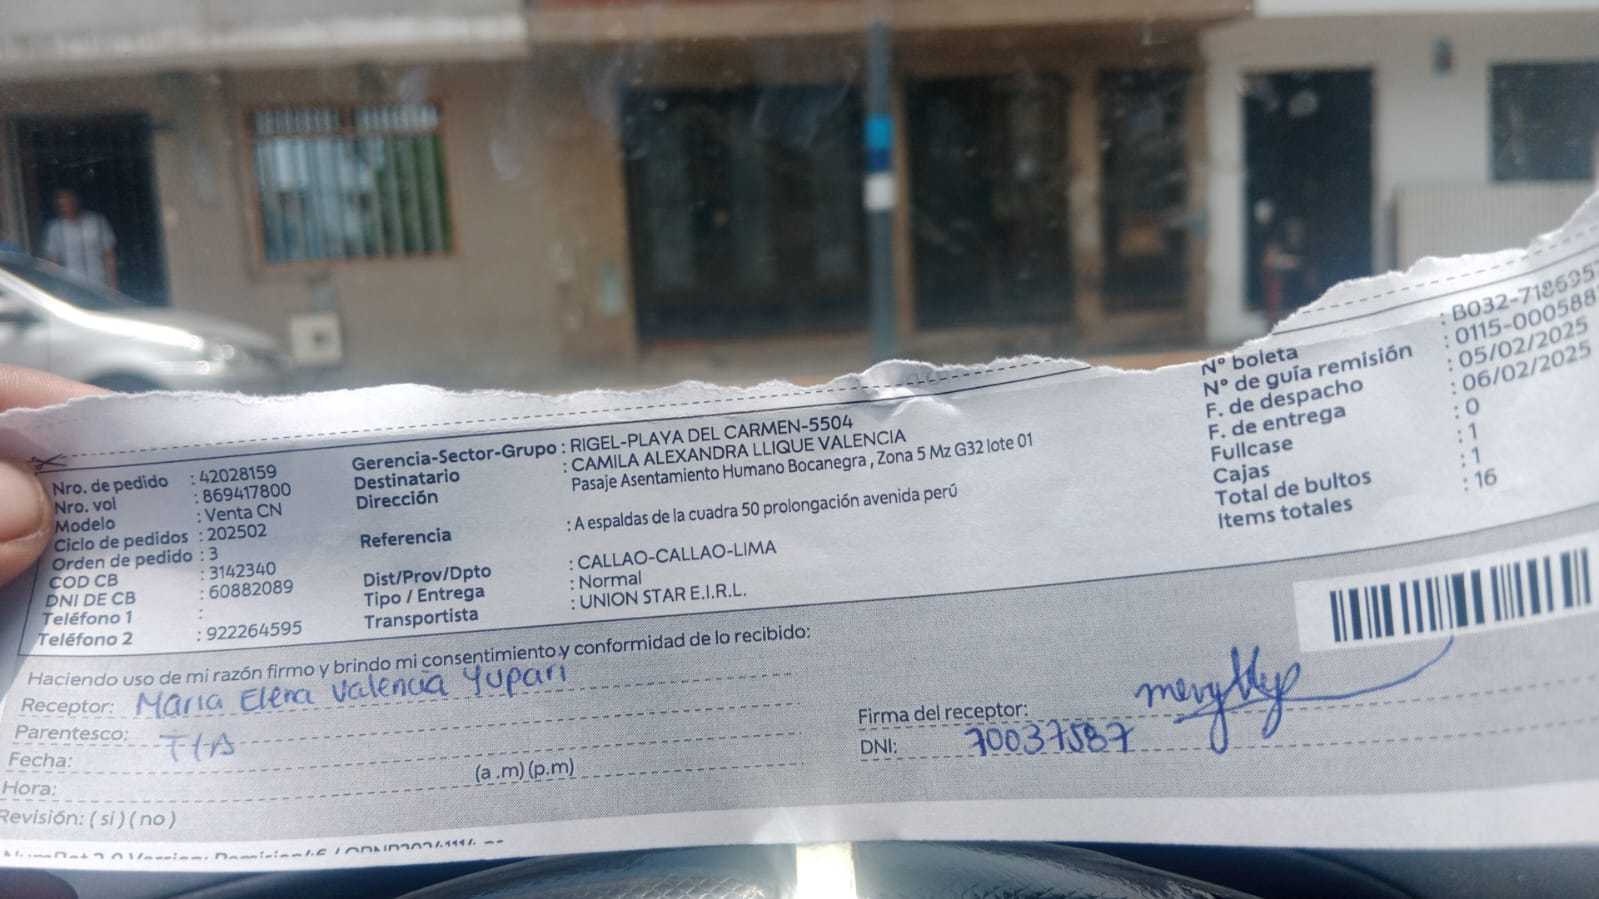 Nro. de pedido : 42028159
Nro. vol : 869417800
Modelo : Venta CN
Ciclo de pedidos : 202502
Orden de pedido : 3
COD CB : 3142340
DNI DE CB : 60882089
Teléfono 1 :
Teléfono 2 : 922264595
Gerencia-Sector-Grupo : RIGEL-PLAYA DEL CARMEN-5504
Destinatario : CAMILA ALEXANDRA LLIQUE VALENCIA
Dirección Pasaje Asentamiento Humano Bocanegra , Zona 5 Mz G32 lote 01
Referencia : A espaldas de la cuadra 50 prolongación avenida perú
Dist/Prov/Dpto : CALLAO-CALLAO-LIMA
Tipo / Entrega : Normal
Transportista : UNION STAR E.I.R.L.
N° boleta : B032-718695
N° de guía remisión : 0115-000588
F. de despacho : 05/02/2025
F. de entrega : 06/02/2025
Fullcase : 0
Cajas : 1
Total de bultos : 1
Items totales : 16
Haciendo uso de mi razón firmo y brindo mi consentimiento y conformidad de lo recibido:
Receptor: Maria Elena Valencia Yupari
Parentesco: TIA
Fecha:
Hora: (a .m) (p.m)
Revisión: ( si ) ( no )
Firma del receptor:
DNI: 70037587